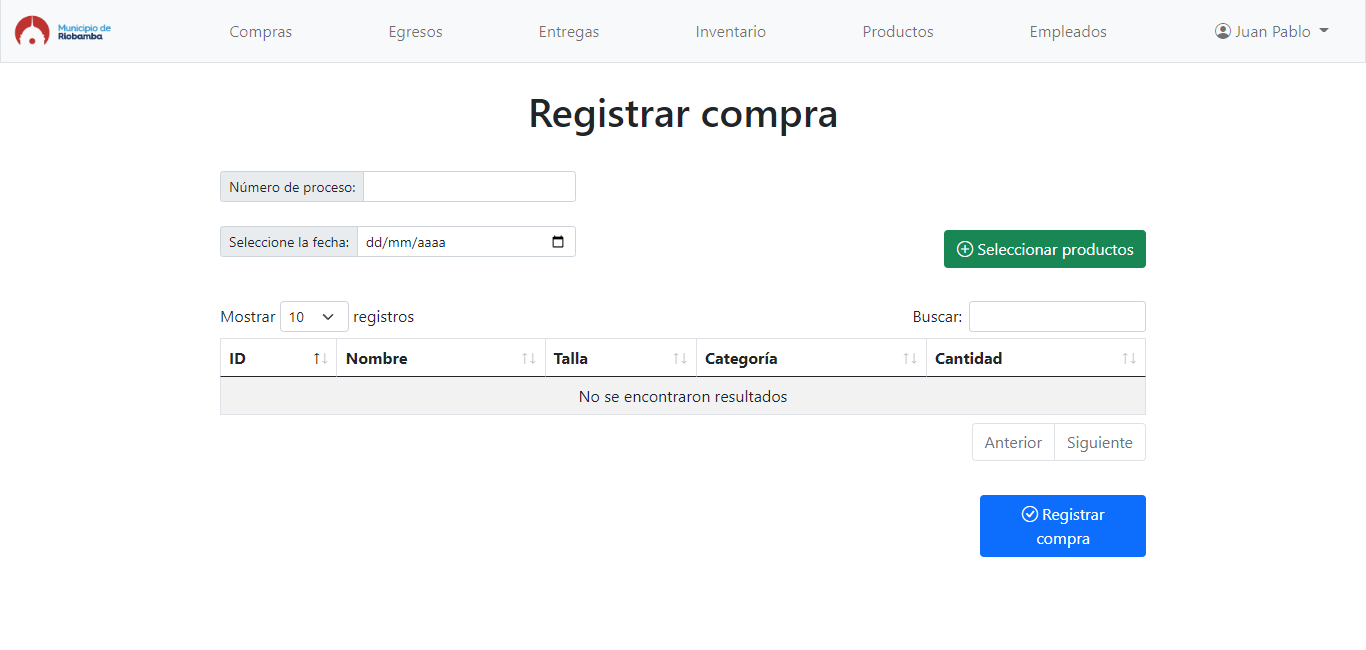 Municipio de
Riobamba
Compras Egresos Entregas Inventario Productos Empleados Juan Pablo
Registrar compra
Número de proceso:
Seleccione la fecha: dd/mm/aaaa
Seleccionar productos
Mostrar 10 registros Buscar:
ID Nombre Talla Categoría Cantidad
No se encontraron resultados
Anterior Siguiente
Registrar
compra